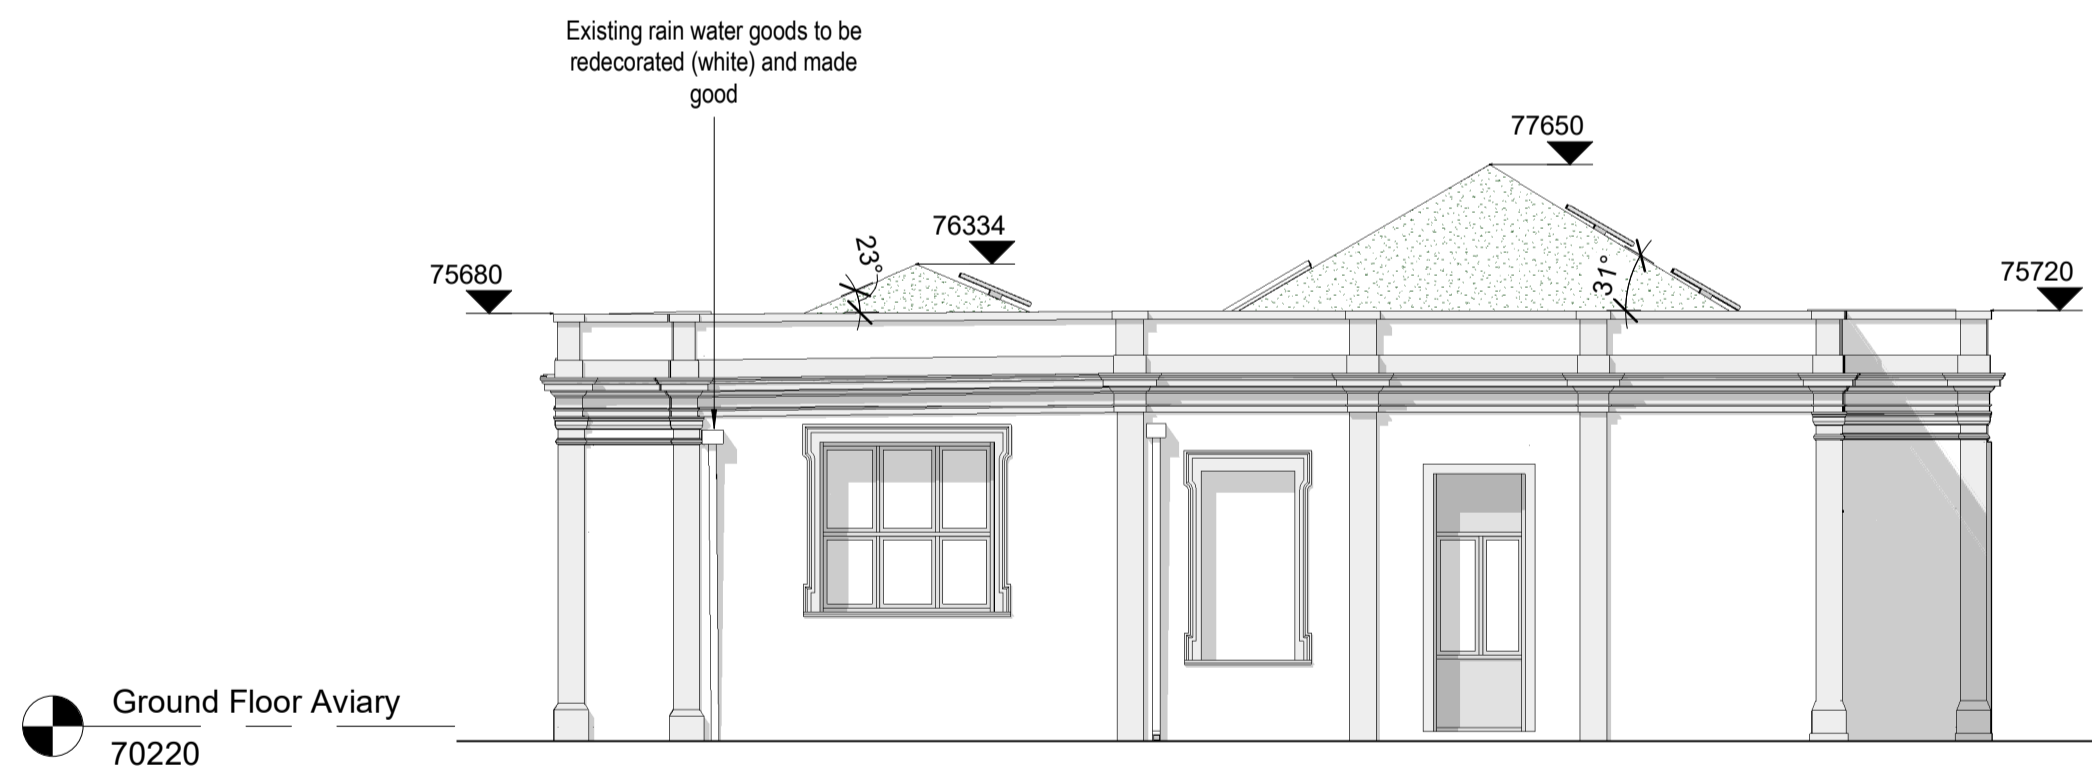 Existing rain water goods to be
redecorated (white) and made
good
77650
76334
23°
75680
31°
75720
Ground Floor Aviary
70220